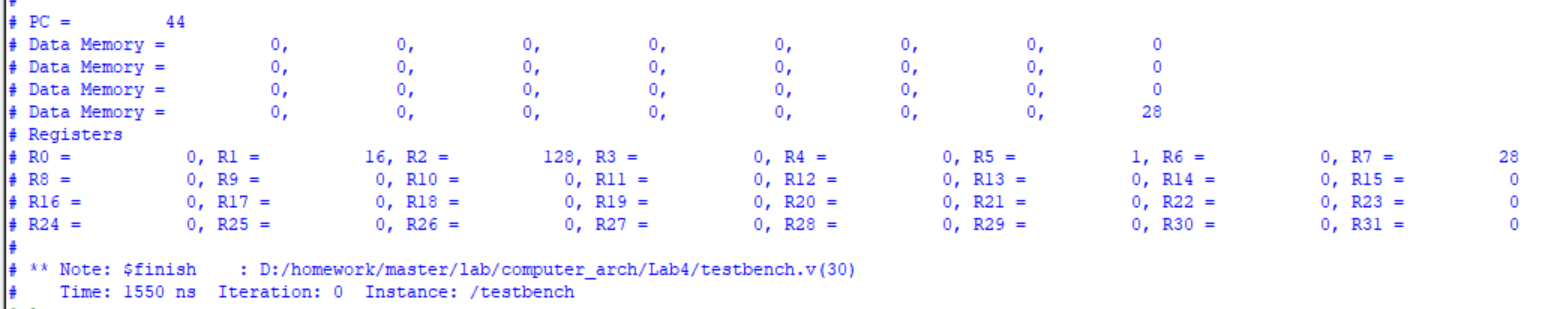 #
# PC =         44
# Data Memory =          0,          0,          0,          0,          0,          0,          0,          0
# Data Memory =          0,          0,          0,          0,          0,          0,          0,          0
# Data Memory =          0,          0,          0,          0,          0,          0,          0,          0
# Data Memory =          0,          0,          0,          0,          0,          0,          0,         28
# Registers
# R0 =          0, R1 =         16, R2 =        128, R3 =          0, R4 =          0, R5 =          1, R6 =          0, R7 =         28
# R8 =          0, R9 =          0, R10 =          0, R11 =          0, R12 =          0, R13 =          0, R14 =          0, R15 =          0
# R16 =          0, R17 =          0, R18 =          0, R19 =          0, R20 =          0, R21 =          0, R22 =          0, R23 =          0
# R24 =          0, R25 =          0, R26 =          0, R27 =          0, R28 =          0, R29 =          0, R30 =          0, R31 =          0
#
# ** Note: $finish    : D:/homework/master/lab/computer_arch/Lab4/testbench.v(30)
#    Time: 1550 ns  Iteration: 0  Instance: /testbench